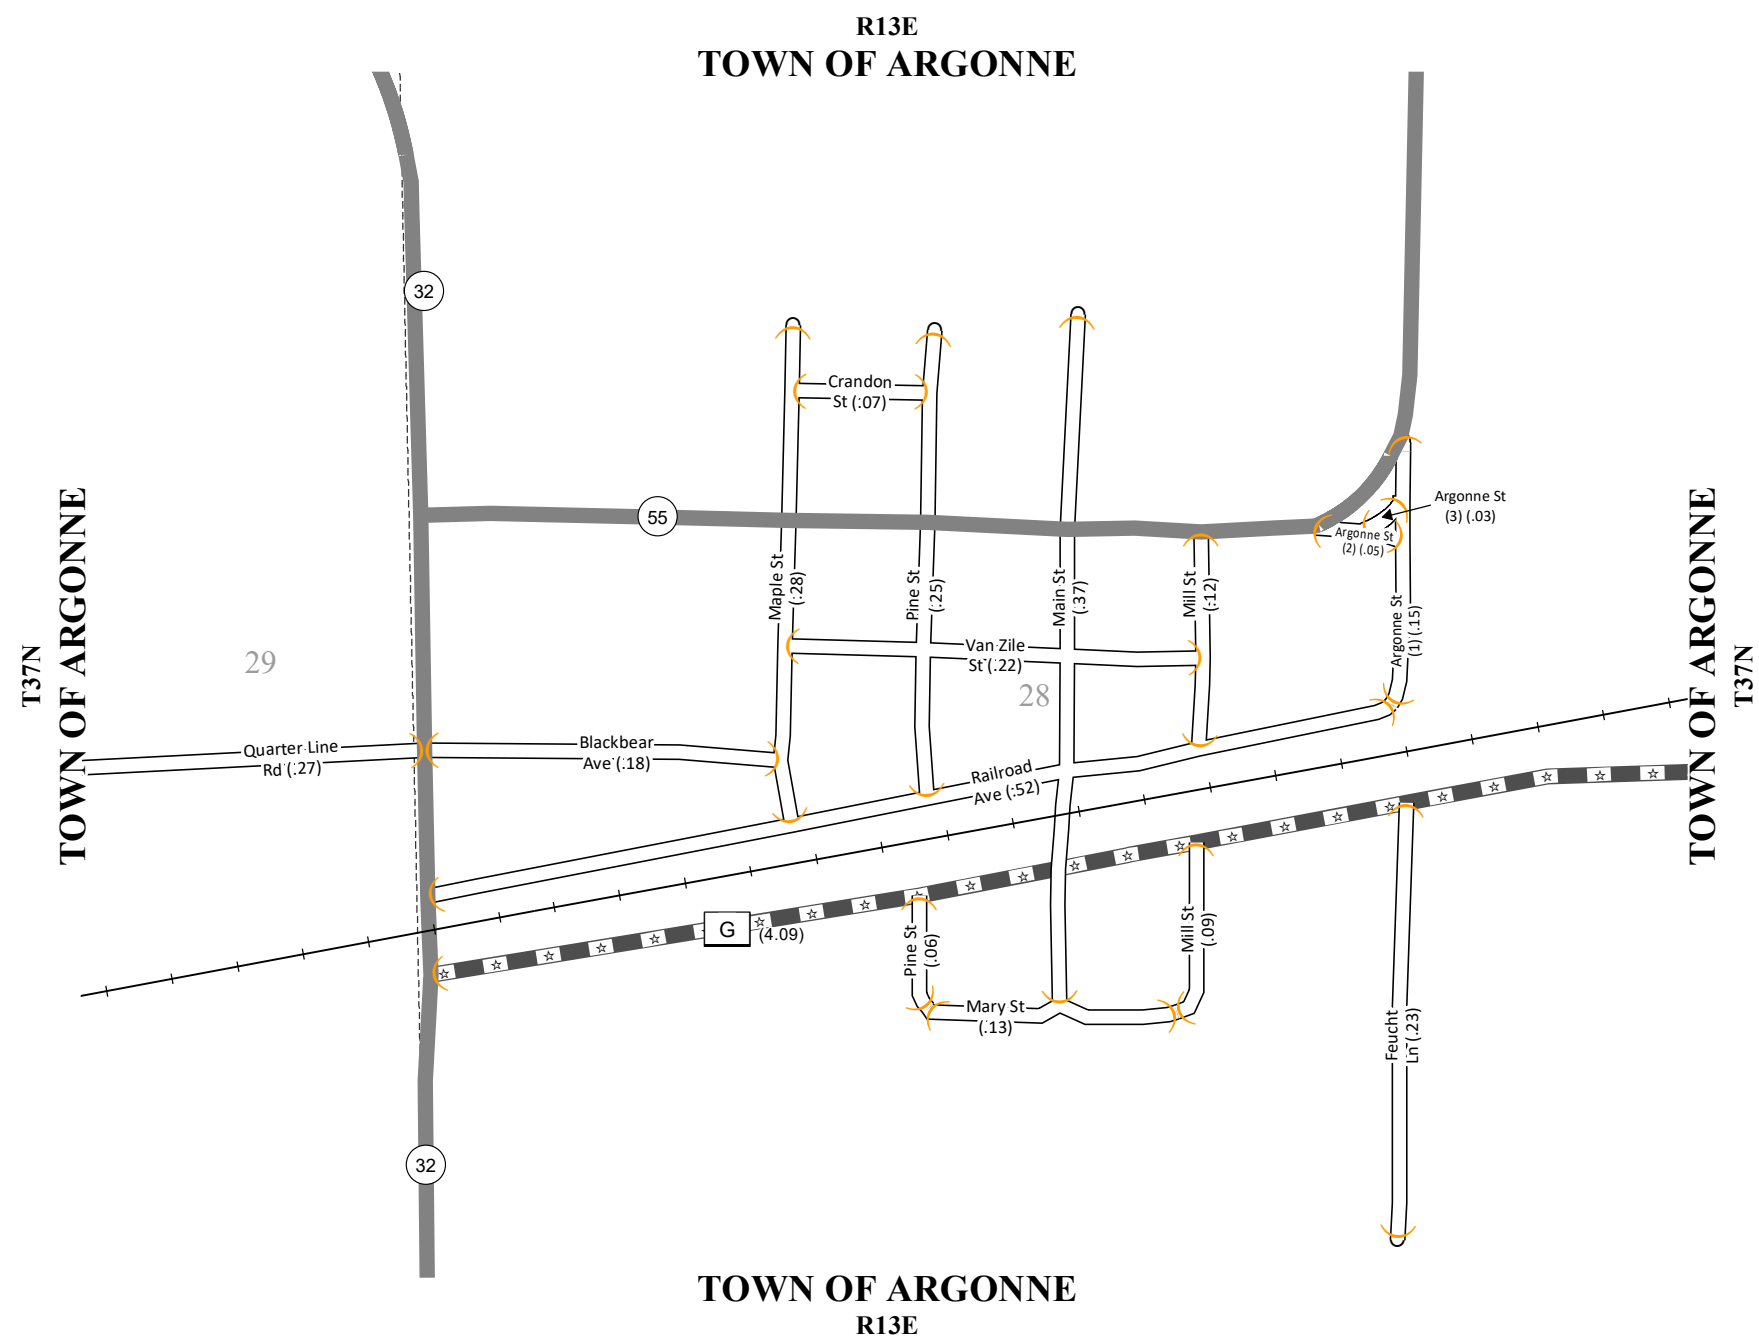 R13E
TOWN OF ARGONNE
32
Crandon
St (.07)
55
Argonne St
(3) (.03)
Argonne St
(2) (.05)
Maple St
(.28)
Pine St
(.25)
Main St
(.37)
Mill St
(.12)
Argonne St
(1) (.15)
T37N
TOWN OF ARGONNE
29
Van Zile
St (.22)
28
TOWN OF ARGONNE
T37N
Quarter Line
Rd (.27)
Blackbear
Ave (.18)
Railroad
Ave (.52)
G
(4.09)
Pine St
(.06)
Mill St
(.09)
Mary St
(.13)
Feucht
Ln (.23)
32
TOWN OF ARGONNE
R13E